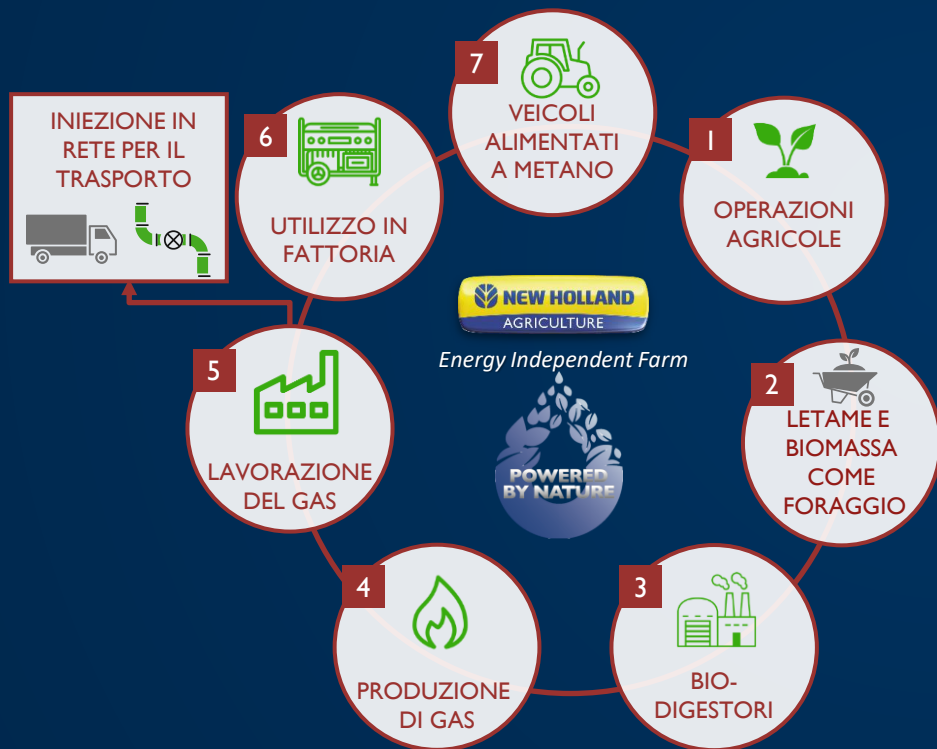 7
VEICOLI
ALIMENTATI
A METANO
1
OPERAZIONI
AGRICOLE
2
LETAME E
BIOMASSA
COME
FORAGGIO
3
BIO-
DIGESTORI
4
PRODUZIONE
DI GAS
5
LAVORAZIONE
DEL GAS
6
UTILIZZO IN
FATTORIA
INIEZIONE IN
RETE PER IL
TRASPORTO
NEW HOLLAND
AGRICULTURE
Energy Independent Farm
POWERED
BY NATURE